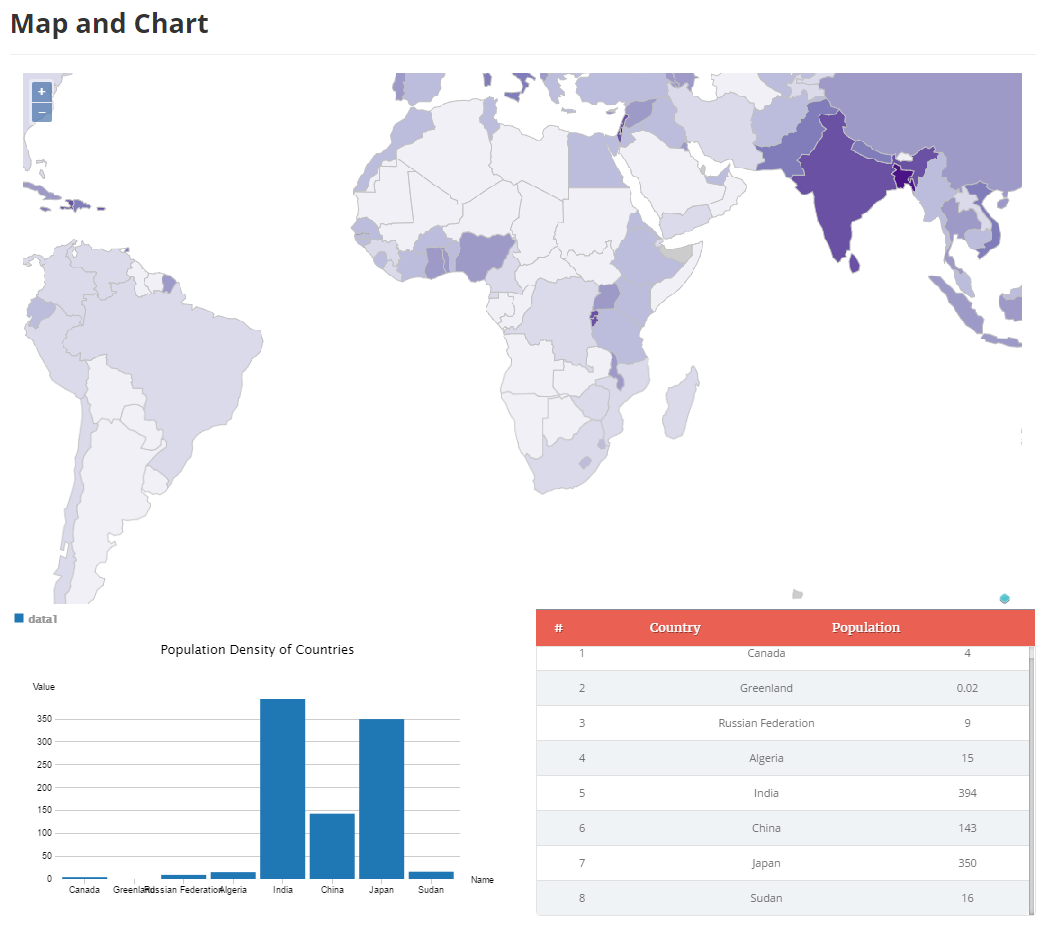 Map and Chart
+
−
data1
Population Density of Countries
Value
350
300
250
200
150
100
50
0
Canada Greenland Russian Federation Algeria India China Japan Sudan
Name
# Country Population
1 Canada 4
2 Greenland 0.02
3 Russian Federation 9
4 Algeria 15
5 India 394
6 China 143
7 Japan 350
8 Sudan 16